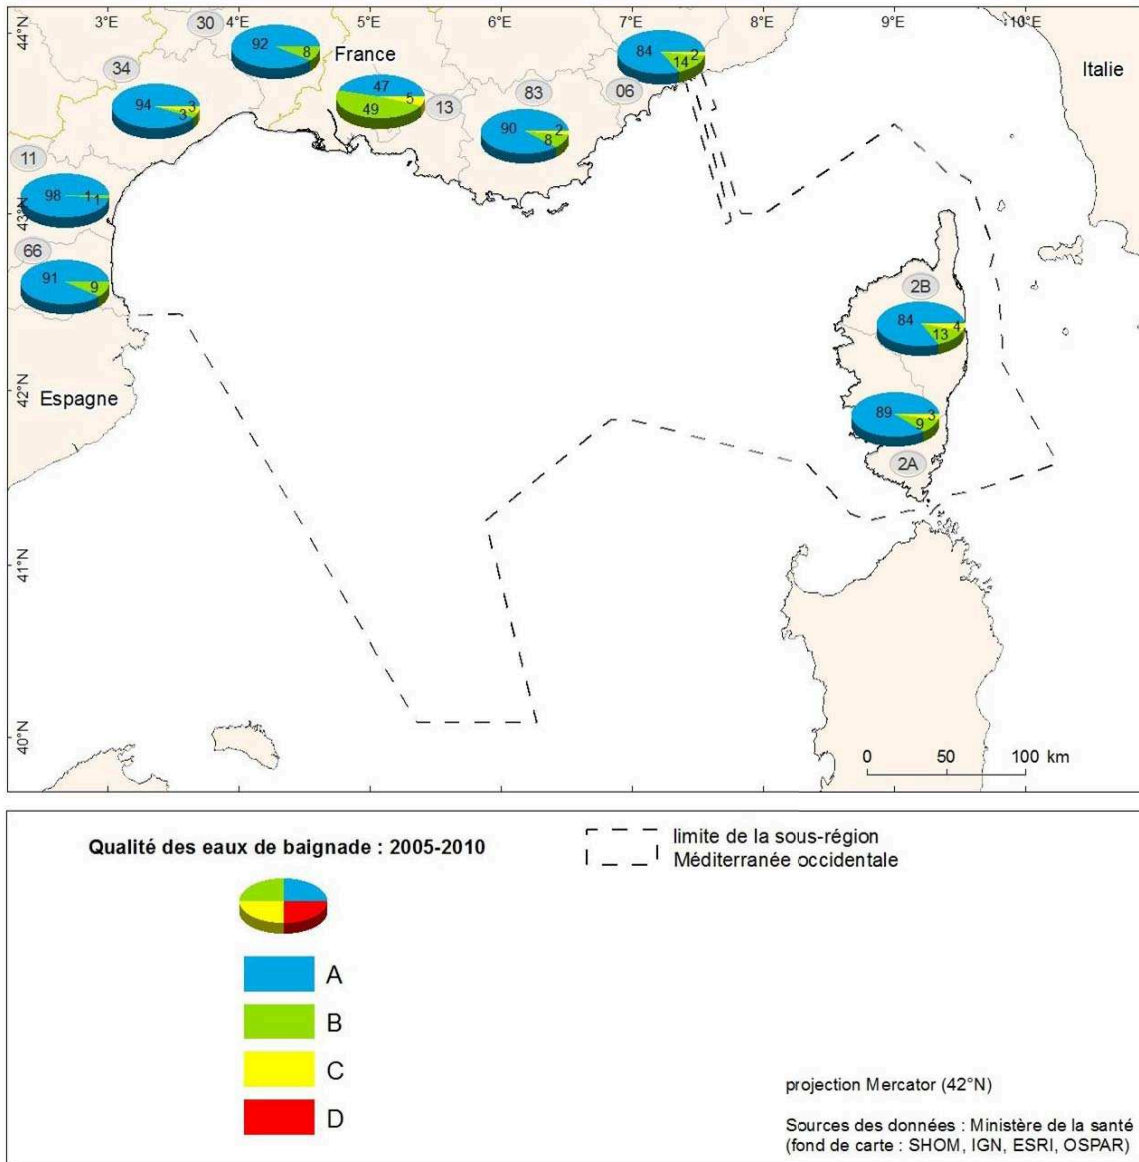 3°E 4°E 5°E 6°E 7°E 8°E 9°E 10°E
44°N
30
92
8
France
84
14
2
06
Italie
34
94
3
3
47
5
49
13
83
90
2
8
11
98
1
1
43°N
66
91
9
2B
84
4
13
42°N
Espagne
89
3
9
2A
41°N
40°N
0 50 100 km
Qualité des eaux de baignade : 2005-2010
limite de la sous-région
Méditerranée occidentale
A
B
C
D
projection Mercator (42°N)
Sources des données : Ministère de la santé
(fond de carte : SHOM, IGN, ESRI, OSPAR)